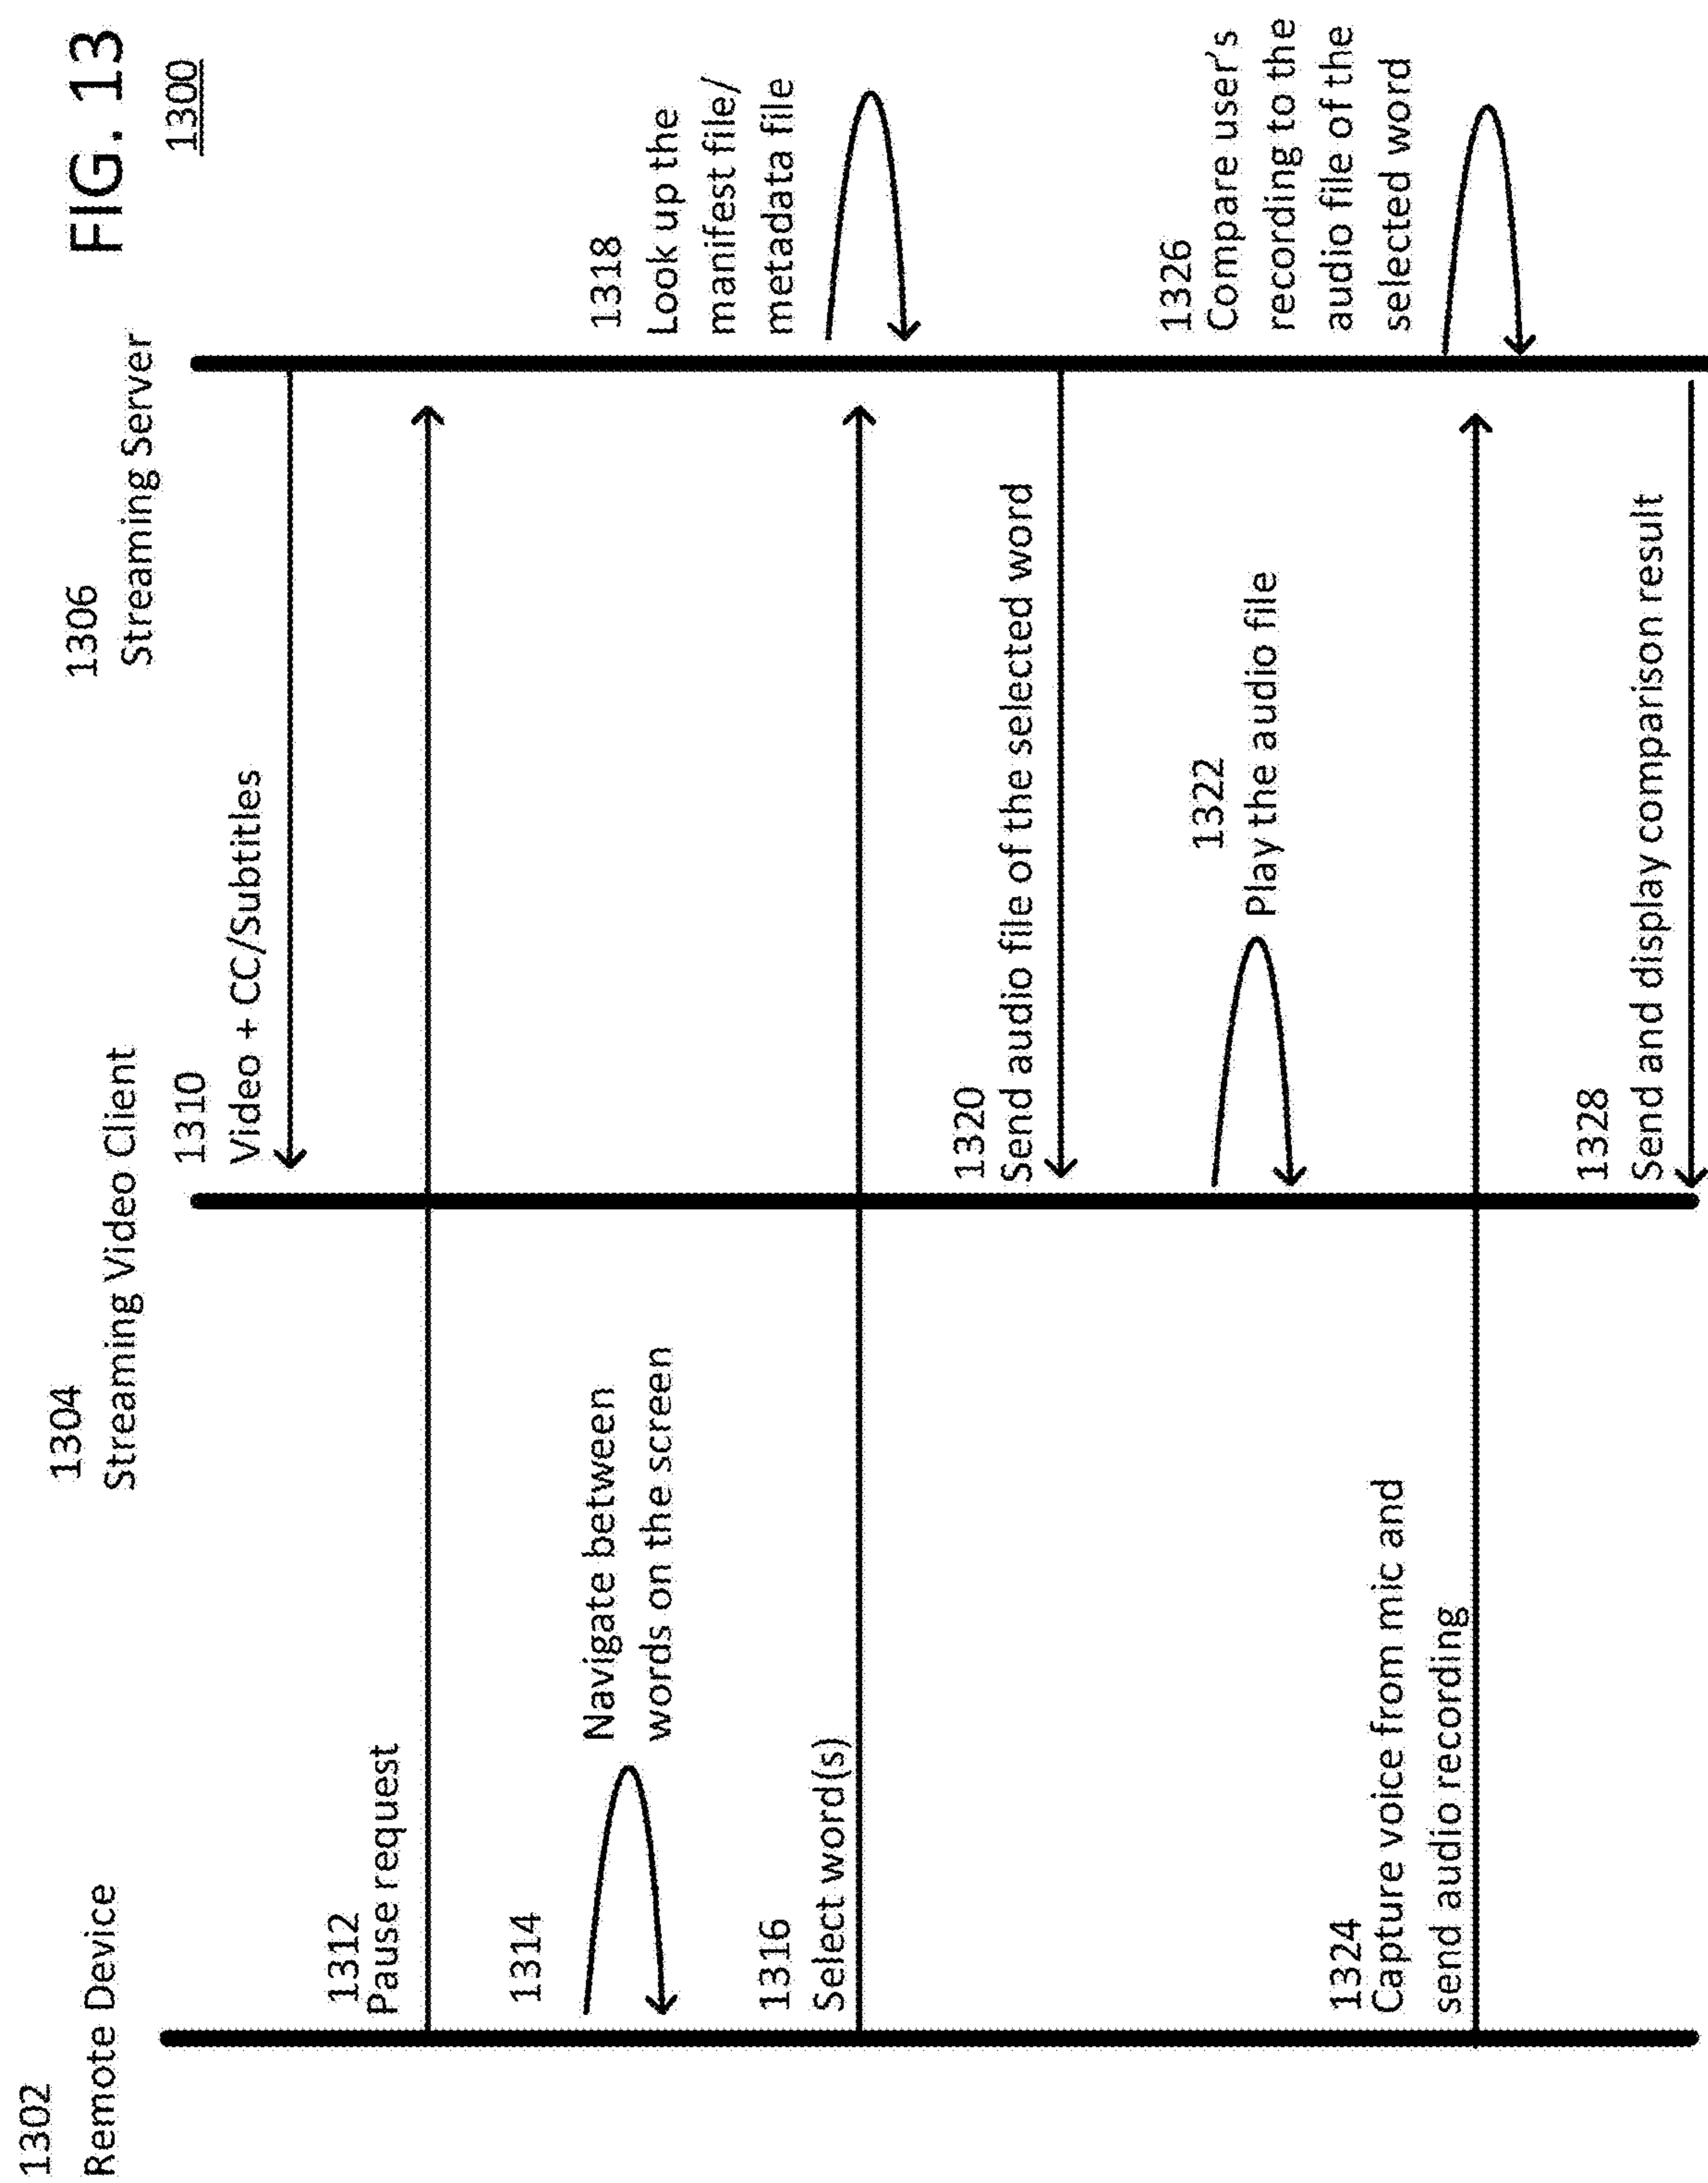 FIG. 13
1300
1302
Remote Device
1304
Streaming Video Client
1306
Streaming Server
1310
Video + CC/Subtitles
1312
Pause request
1314
Navigate between
words on the screen
1316
Select word(s)
1318
Look up the
manifest file/
metadata file
1320
Send audio file of the selected word
1322
Play the audio file
1324
Capture voice from mic and
send audio recording
1326
Compare user's
recording to the
audio file of the
selected word
1328
Send and display comparison result